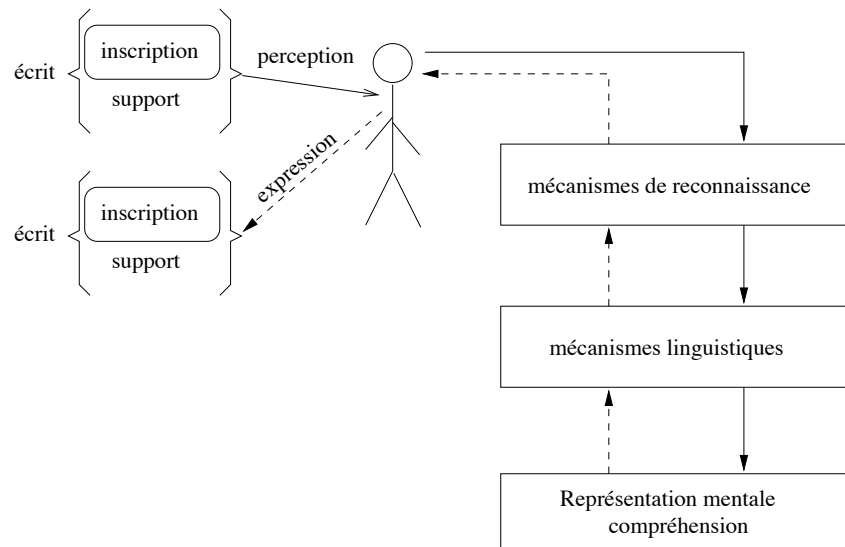 inscription
perception
écrit
support
expression
mécanismes de reconnaissance
inscription
écrit
support
mécanismes linguistiques
Représentation mentale
compréhension